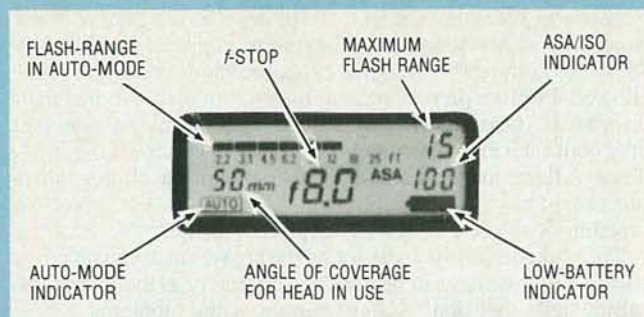 FLASH-RANGE
IN AUTO-MODE
f-STOP
MAXIMUM
FLASH RANGE
ASA/ISO
INDICATOR
15
2.2 3.1 4.5 6.2 12 18 25 FT
50 mm f8.0 ASA 100
AUTO
AUTO-MODE
INDICATOR
ANGLE OF COVERAGE
FOR HEAD IN USE
LOW-BATTERY
INDICATOR